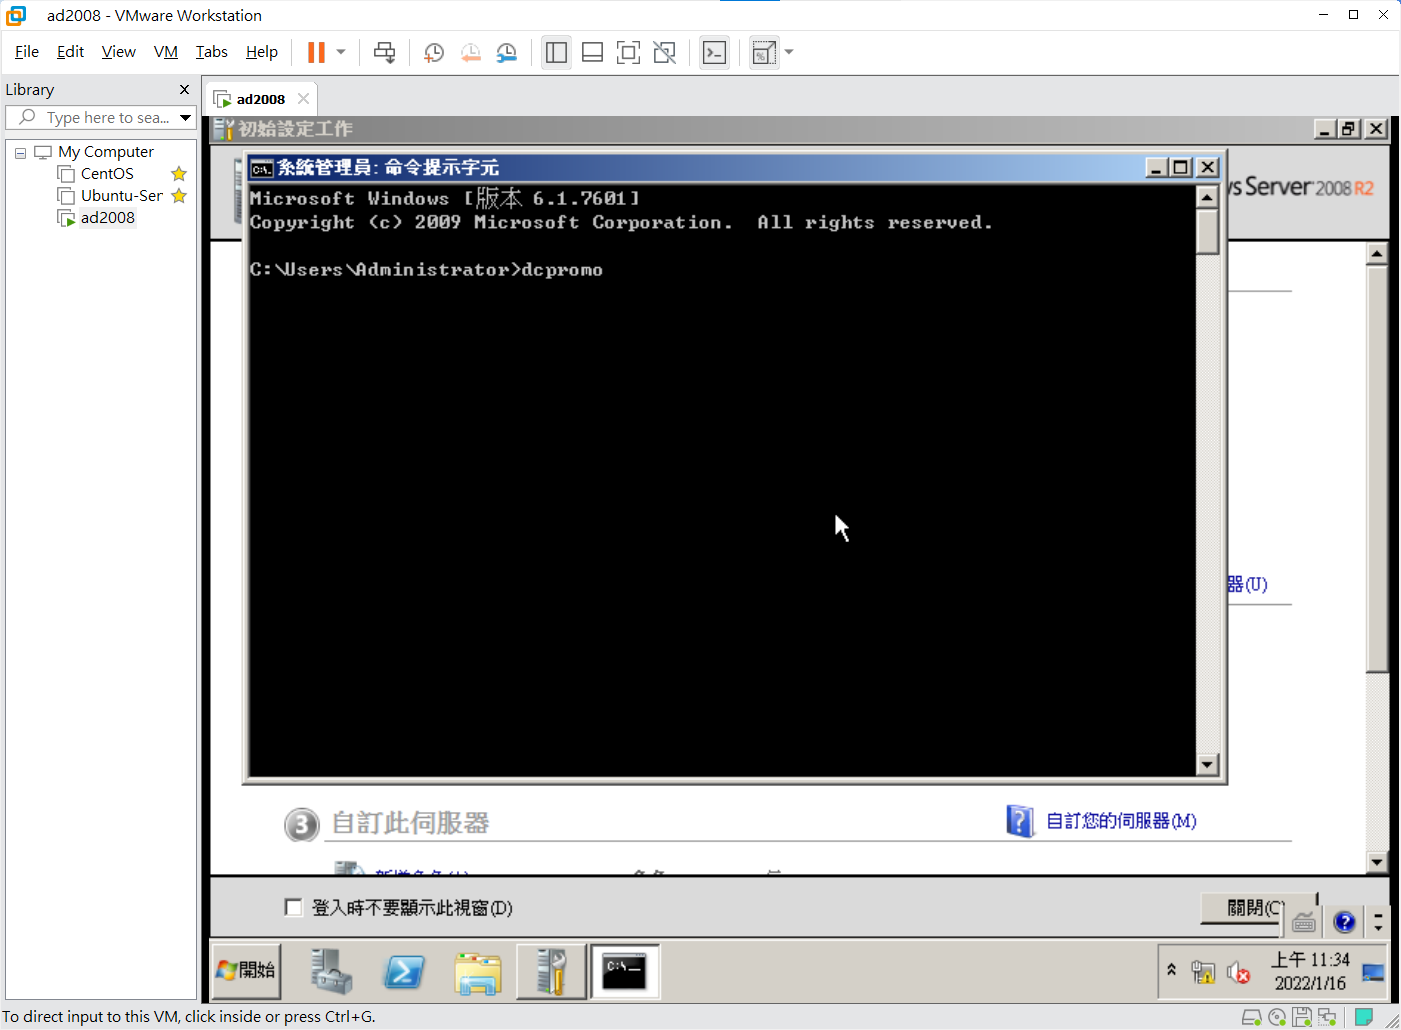 ad2008 - VMware Workstation
File Edit View VM Tabs Help
Library
Type here to sea...
My Computer
CentOS
Ubuntu-Ser
ad2008
ad2008
初始設定工作
系統管理員: 命令提示字元
Microsoft Windows [版本 6.1.7601]
Copyright (c) 2009 Microsoft Corporation.  All rights reserved.
C:\Users\Administrator>dcpromo
s Server 2008 R2
器(U)
3 自訂此伺服器
自訂您的伺服器(M)
登入時不要顯示此視窗(D)
關閉(C)
開始
C:\_
上午 11:34
2022/1/16
To direct input to this VM, click inside or press Ctrl+G.